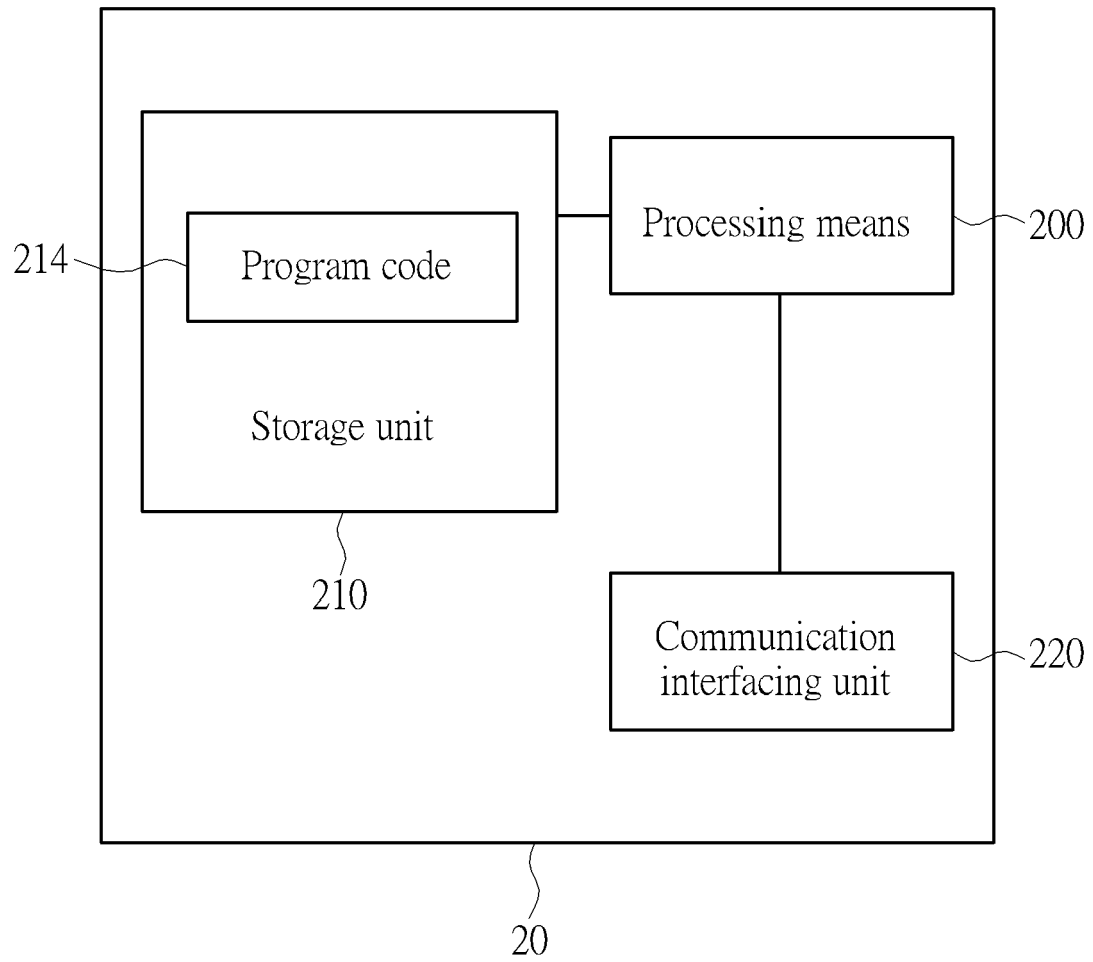 Processing means
200
214
Program code
Storage unit
210
Communication
interfacing unit
220
20